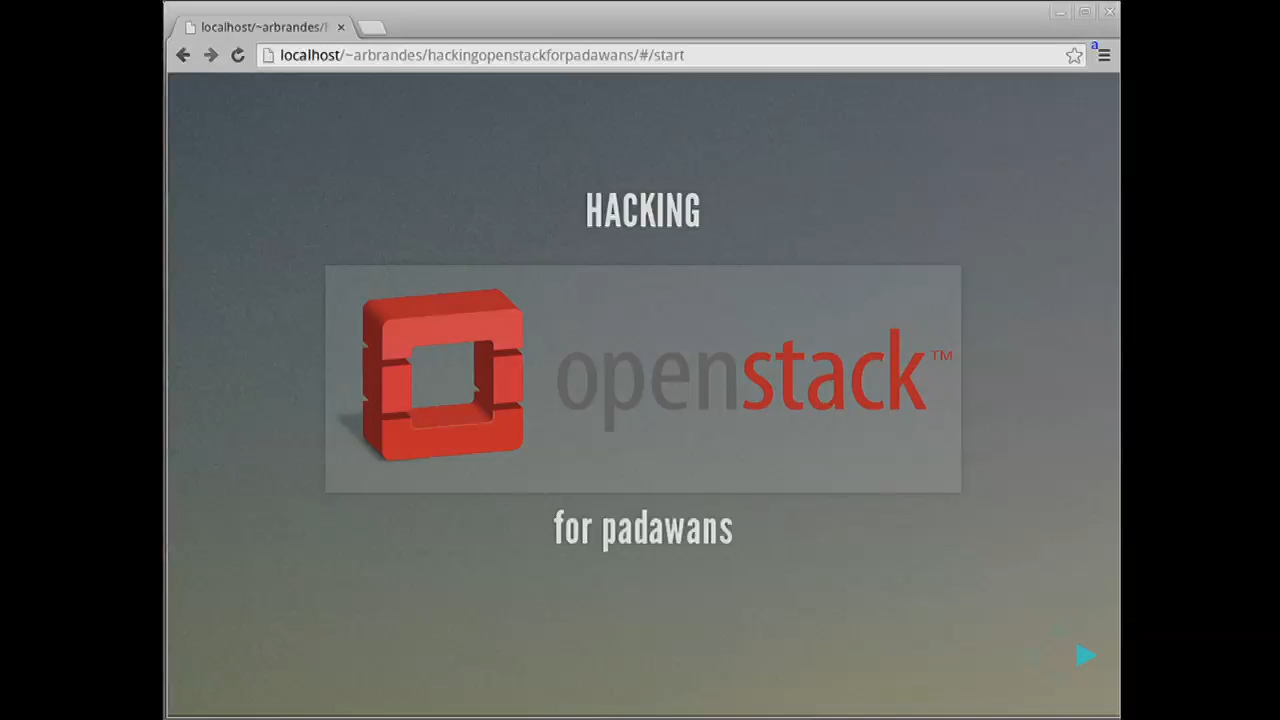 localhost/~arbrandes/
localhost/~arbrandes/hackingopenstackforpadawans/#/start
a
HACKING
openstack™
for padawans